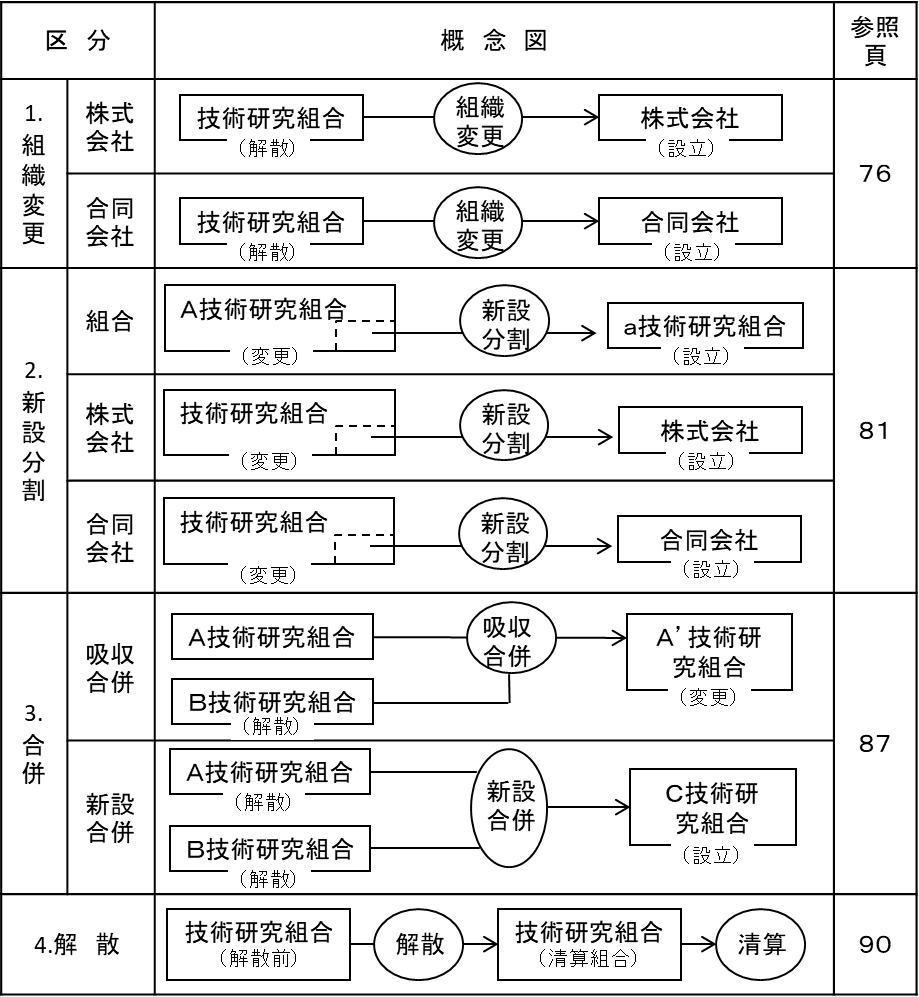 区　分
概　念　図
参照
頁
1.
組
織
変
更
株式
会社
技術研究組合
（解散）
組織
変更
株式会社
（設立）
76
合同
会社
技術研究組合
（解散）
組織
変更
合同会社
（設立）
2.
新
設
分
割
組合
A技術研究組合
（変更）
新設
分割
a技術研究組合
（設立）
株式
会社
技術研究組合
（変更）
新設
分割
株式会社
（設立）
81
合同
会社
技術研究組合
（変更）
新設
分割
合同会社
（設立）
3.
合
併
吸収
合併
A技術研究組合
B技術研究組合
（解散）
吸収
合併
A’技術研
究組合
（変更）
87
新設
合併
A技術研究組合
（解散）
B技術研究組合
（解散）
新設
合併
C技術研
究組合
（設立）
4.解　散
技術研究組合
（解散前）
解散
技術研究組合
（清算組合）
清算
90